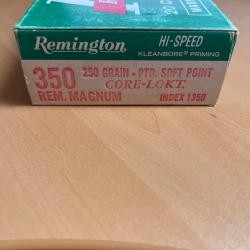 Remington
HI-SPEED
KLEANBORE® PRIMING
350 250 GRAIN • PTD. SOFT POINT
CORE-LOKT.
REM. MAGNUM
INDEX 1350